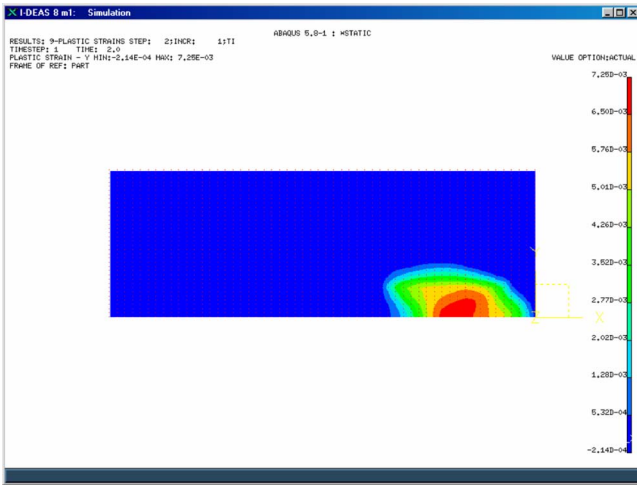 I-DEAS 8 m1: Simulation
ABAQUS 5.8-1 : *STATIC
RESULTS: 9-PLASTIC STRAINS STEP: 2;INCR: 1;TI
TIMESTEP: 1 TIME: 2.0
PLASTIC STRAIN - Y MIN:-2.14E-04 MAX: 7.25E-03
FRAME OF REF: PART
VALUE OPTION:ACTUAL
7.25D-03
6.50D-03
5.76D-03
5.01D-03
4.26D-03
3.52D-03
2.77D-03
2.02D-03
1.28D-03
5.32D-04
-2.14D-04
X